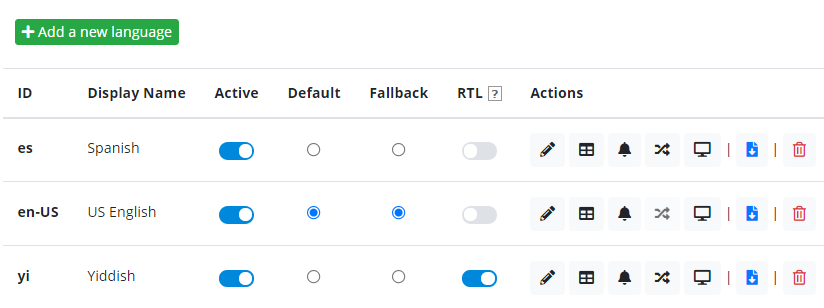 Add a new language
ID Display Name Active Default Fallback RTL ? Actions
es Spanish | |
en-US US English | |
yi Yiddish | |